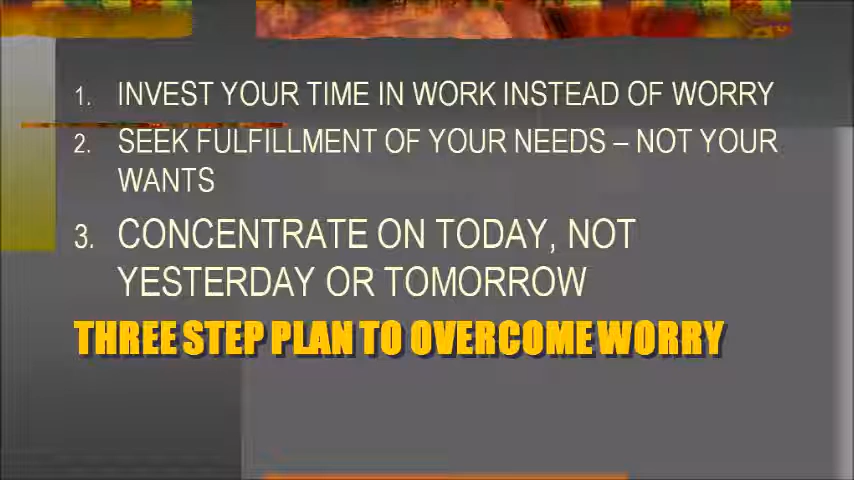 1. INVEST YOUR TIME IN WORK INSTEAD OF WORRY
2. SEEK FULFILLMENT OF YOUR NEEDS – NOT YOUR
WANTS
3. CONCENTRATE ON TODAY, NOT
YESTERDAY OR TOMORROW
THREE STEP PLAN TO OVERCOME WORRY